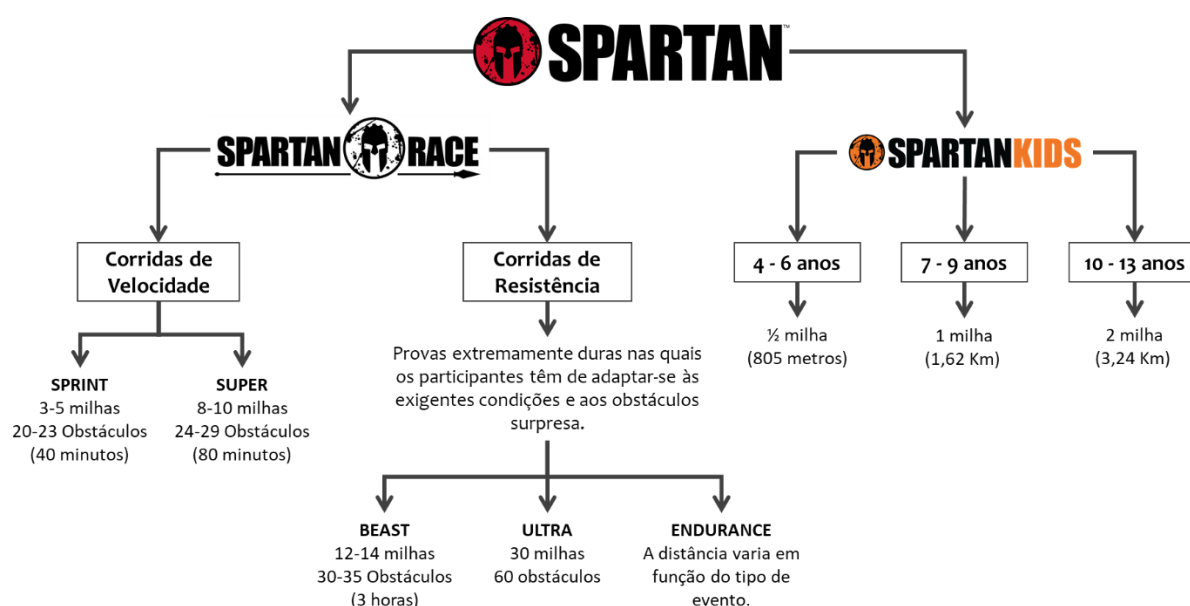 SPARTAN™
SPARTAN RACE
SPARTANKIDS
Corridas de
Velocidade
SPRINT
3-5 milhas
20-23 Obstáculos
(40 minutos)
SUPER
8-10 milhas
24-29 Obstáculos
(80 minutos)
Corridas de
Resistência
Provas extremamente duras nas quais
os participantes têm de adaptar-se às
exigentes condições e aos obstáculos
surpresa.
BEAST
12-14 milhas
30-35 Obstáculos
(3 horas)
ULTRA
30 milhas
60 obstáculos
ENDURANCE
A distância varia em
função do tipo de
evento.
4 - 6 anos
½ milha
(805 metros)
7 - 9 anos
1 milha
(1,62 Km)
10 - 13 anos
2 milha
(3,24 Km)